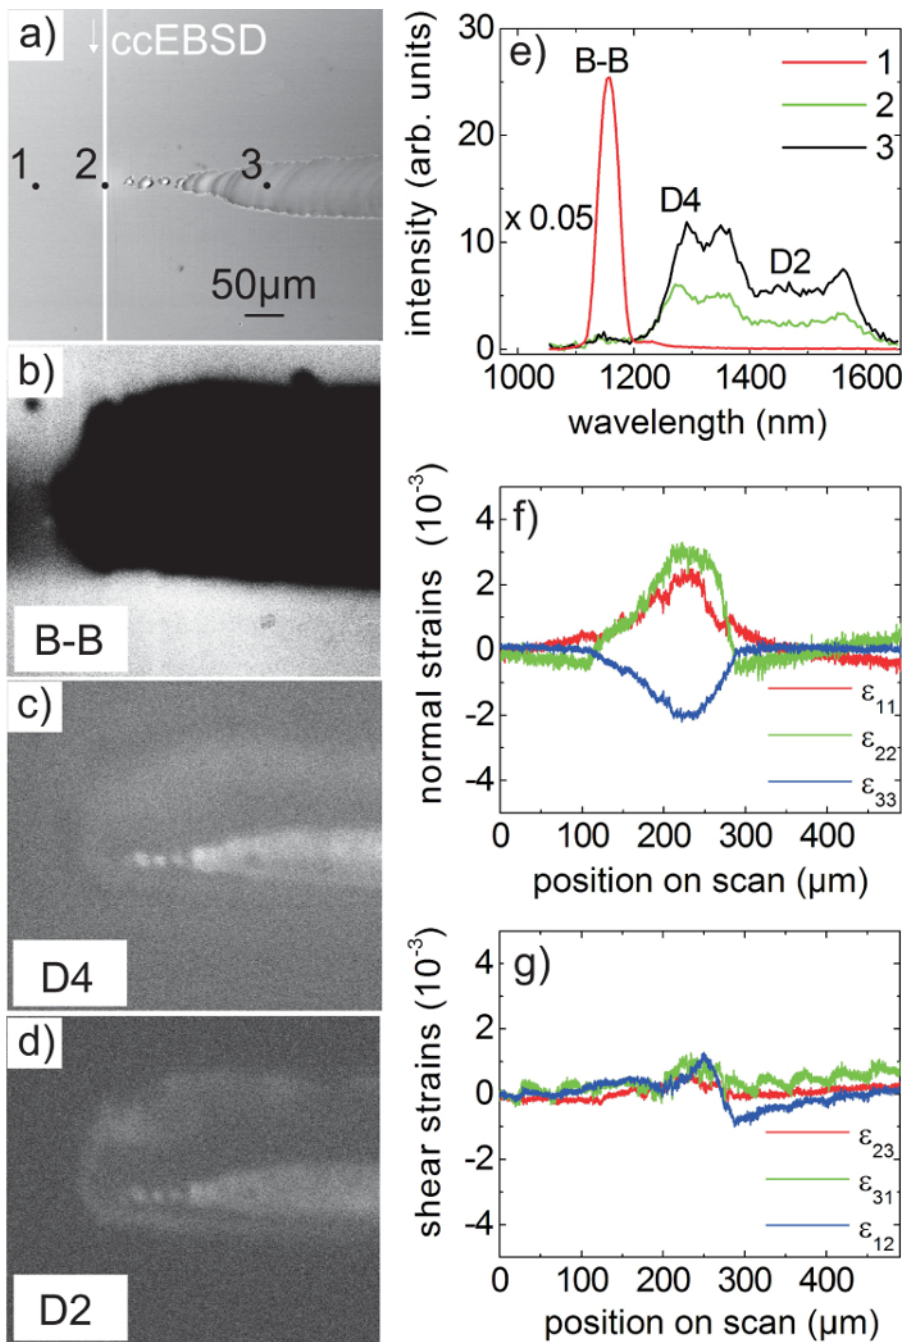 a)
ccEBSD
1
2
3
50µm
b)
B-B
c)
D4
d)
D2
e)
B-B
1
2
3
x 0.05
D4
D2
30
20
10
0
intensity (arb. units)
1000 1200 1400 1600
wavelength (nm)
f)
4
2
0
-2
-4
normal strains (10⁻³)
ε₁₁
ε₂₂
ε₃₃
0 100 200 300 400
position on scan (µm)
g)
4
2
0
-2
-4
shear strains (10⁻³)
ε₂₃
ε₃₁
ε₁₂
0 100 200 300 400
position on scan (µm)